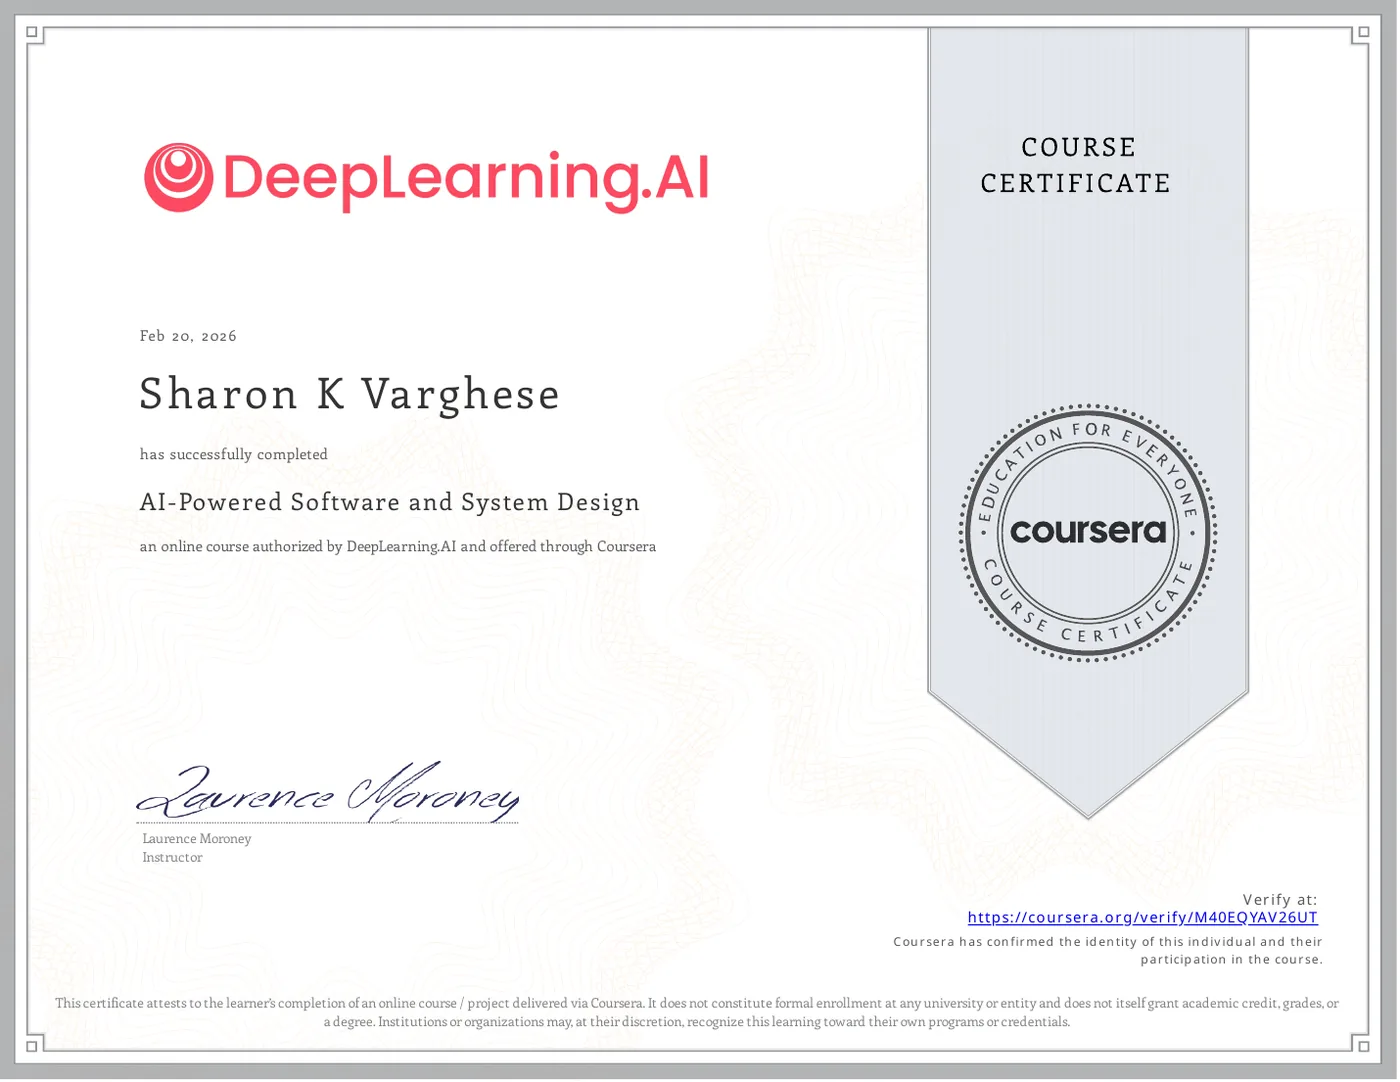 DeepLearning.AI
COURSE
CERTIFICATE
Feb 20, 2026
Sharon K Varghese
has successfully completed
AI-Powered Software and System Design
an online course authorized by DeepLearning.AI and offered through Coursera
EDUCATION FOR EVERYONE
coursera
COURSE CERTIFICATE
Laurence Moroney
Laurence Moroney
Instructor
Verify at:
https://coursera.org/verify/M40EQYAV26UT
Coursera has confirmed the identity of this individual and their
participation in the course.
This certificate attests to the learner's completion of an online course / project delivered via Coursera. It does not constitute formal enrollment at any university or entity and does not itself grant academic credit, grades, or
a degree. Institutions or organizations may, at their discretion, recognize this learning toward their own programs or credentials.